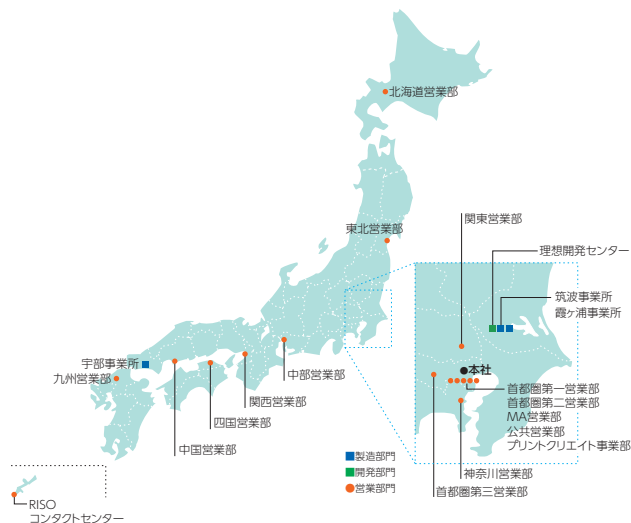 北海道営業部
東北営業部
関東営業部
理想開発センター
筑波事業所
霞ヶ浦事業所
宇部事業所
九州営業部
中部営業部
本社
関西営業部
首都圏第一営業部
首都圏第二営業部
MA営業部
公共営業部
プリントクリエイト事業部
四国営業部
中国営業部
製造部門
開発部門
営業部門
神奈川営業部
首都圏第三営業部
RISO
コンタクトセンター